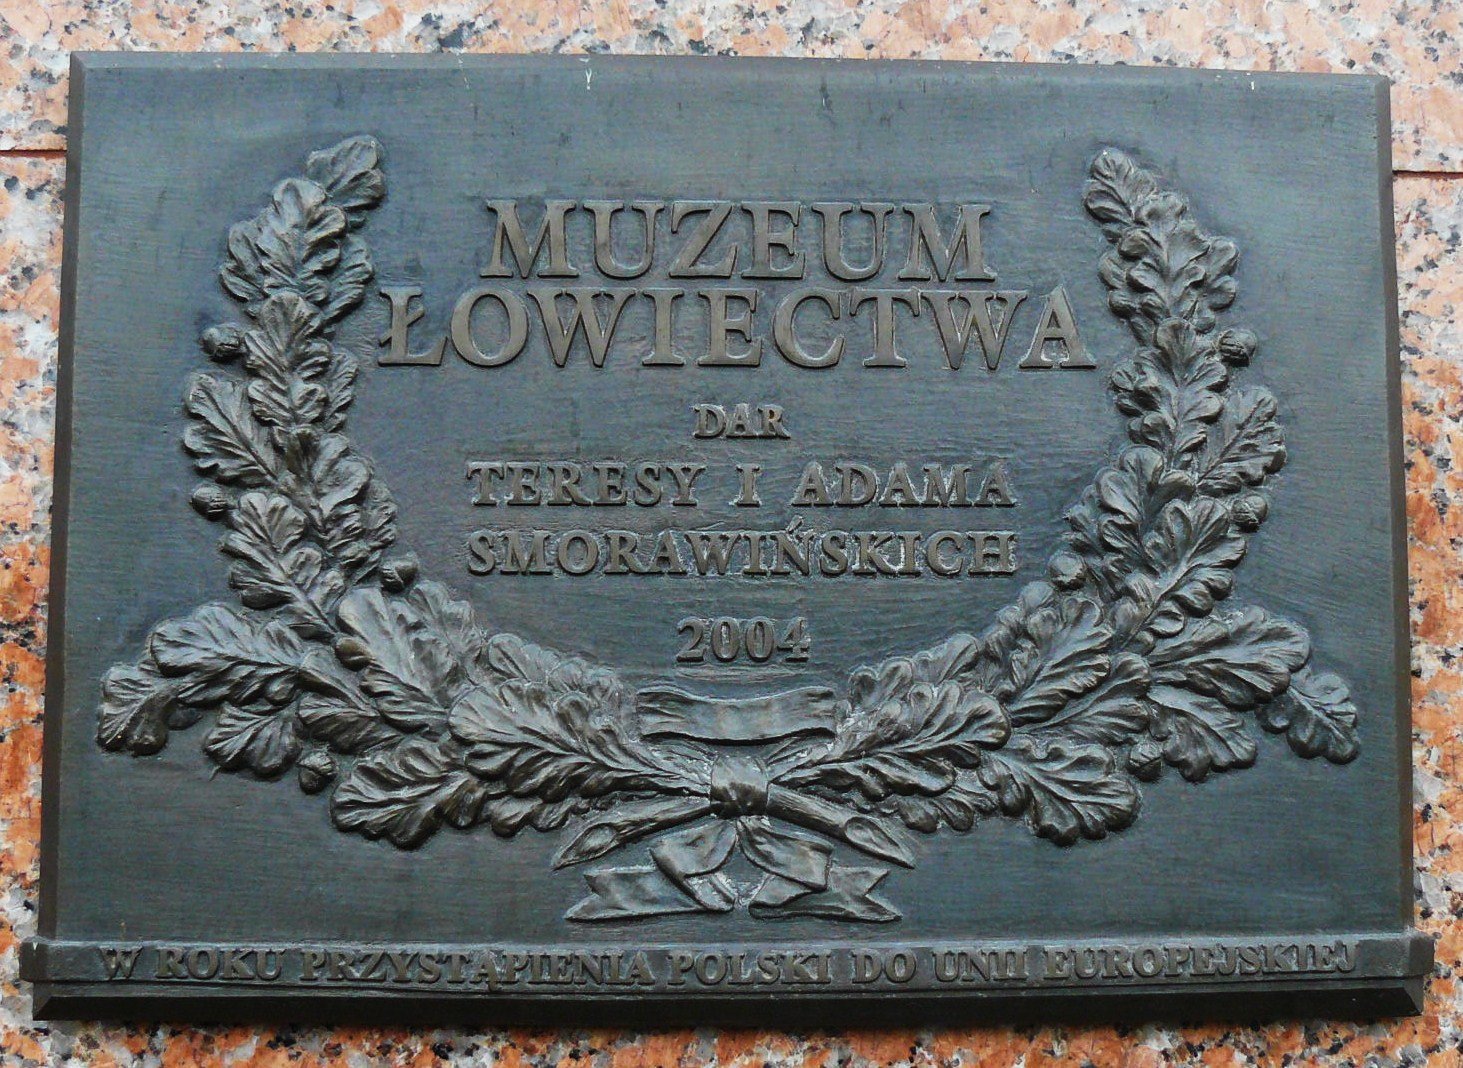 MUZEUM
ŁOWIECTWA
DAR
TERESY I ADAMA
SMORAWIŃSKICH
2004
W ROKU PRZYSTĄPIENIA POLSKI DO UNII EUROPEJSKIEJ